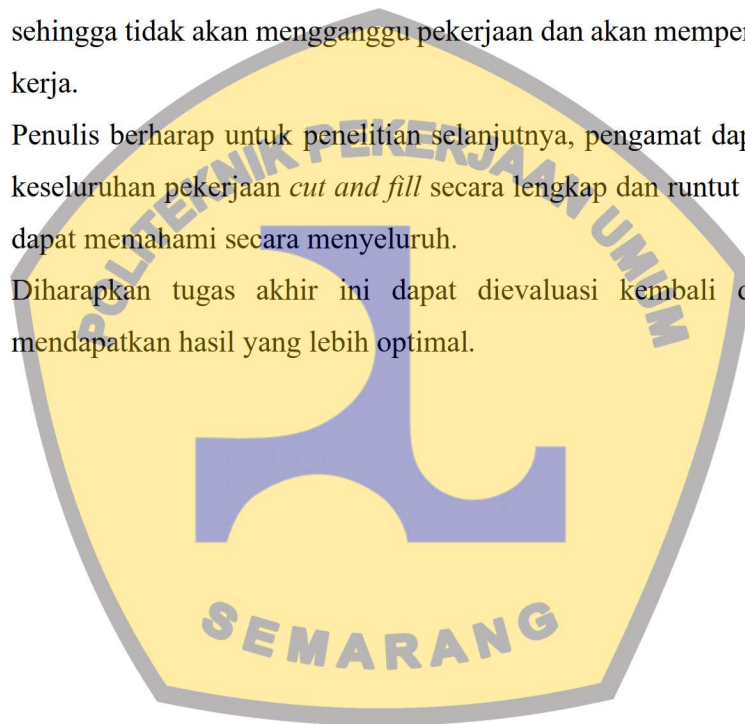 sehingga tidak akan mengganggu pekerjaan dan akan
kerja.
Penulis berharap untuk penelitian selanjutnya, pengamat
keseluruhan pekerjaan cut and fill secara lengkap dan runtut
dapat memahami secara menyeluruh.
Diharapkan tugas akhir ini dapat dievaluasi kembali
mendapatkan hasil yang lebih optimal.
POLITEKNIK PEKERJAAN UMUM
SEMARANG